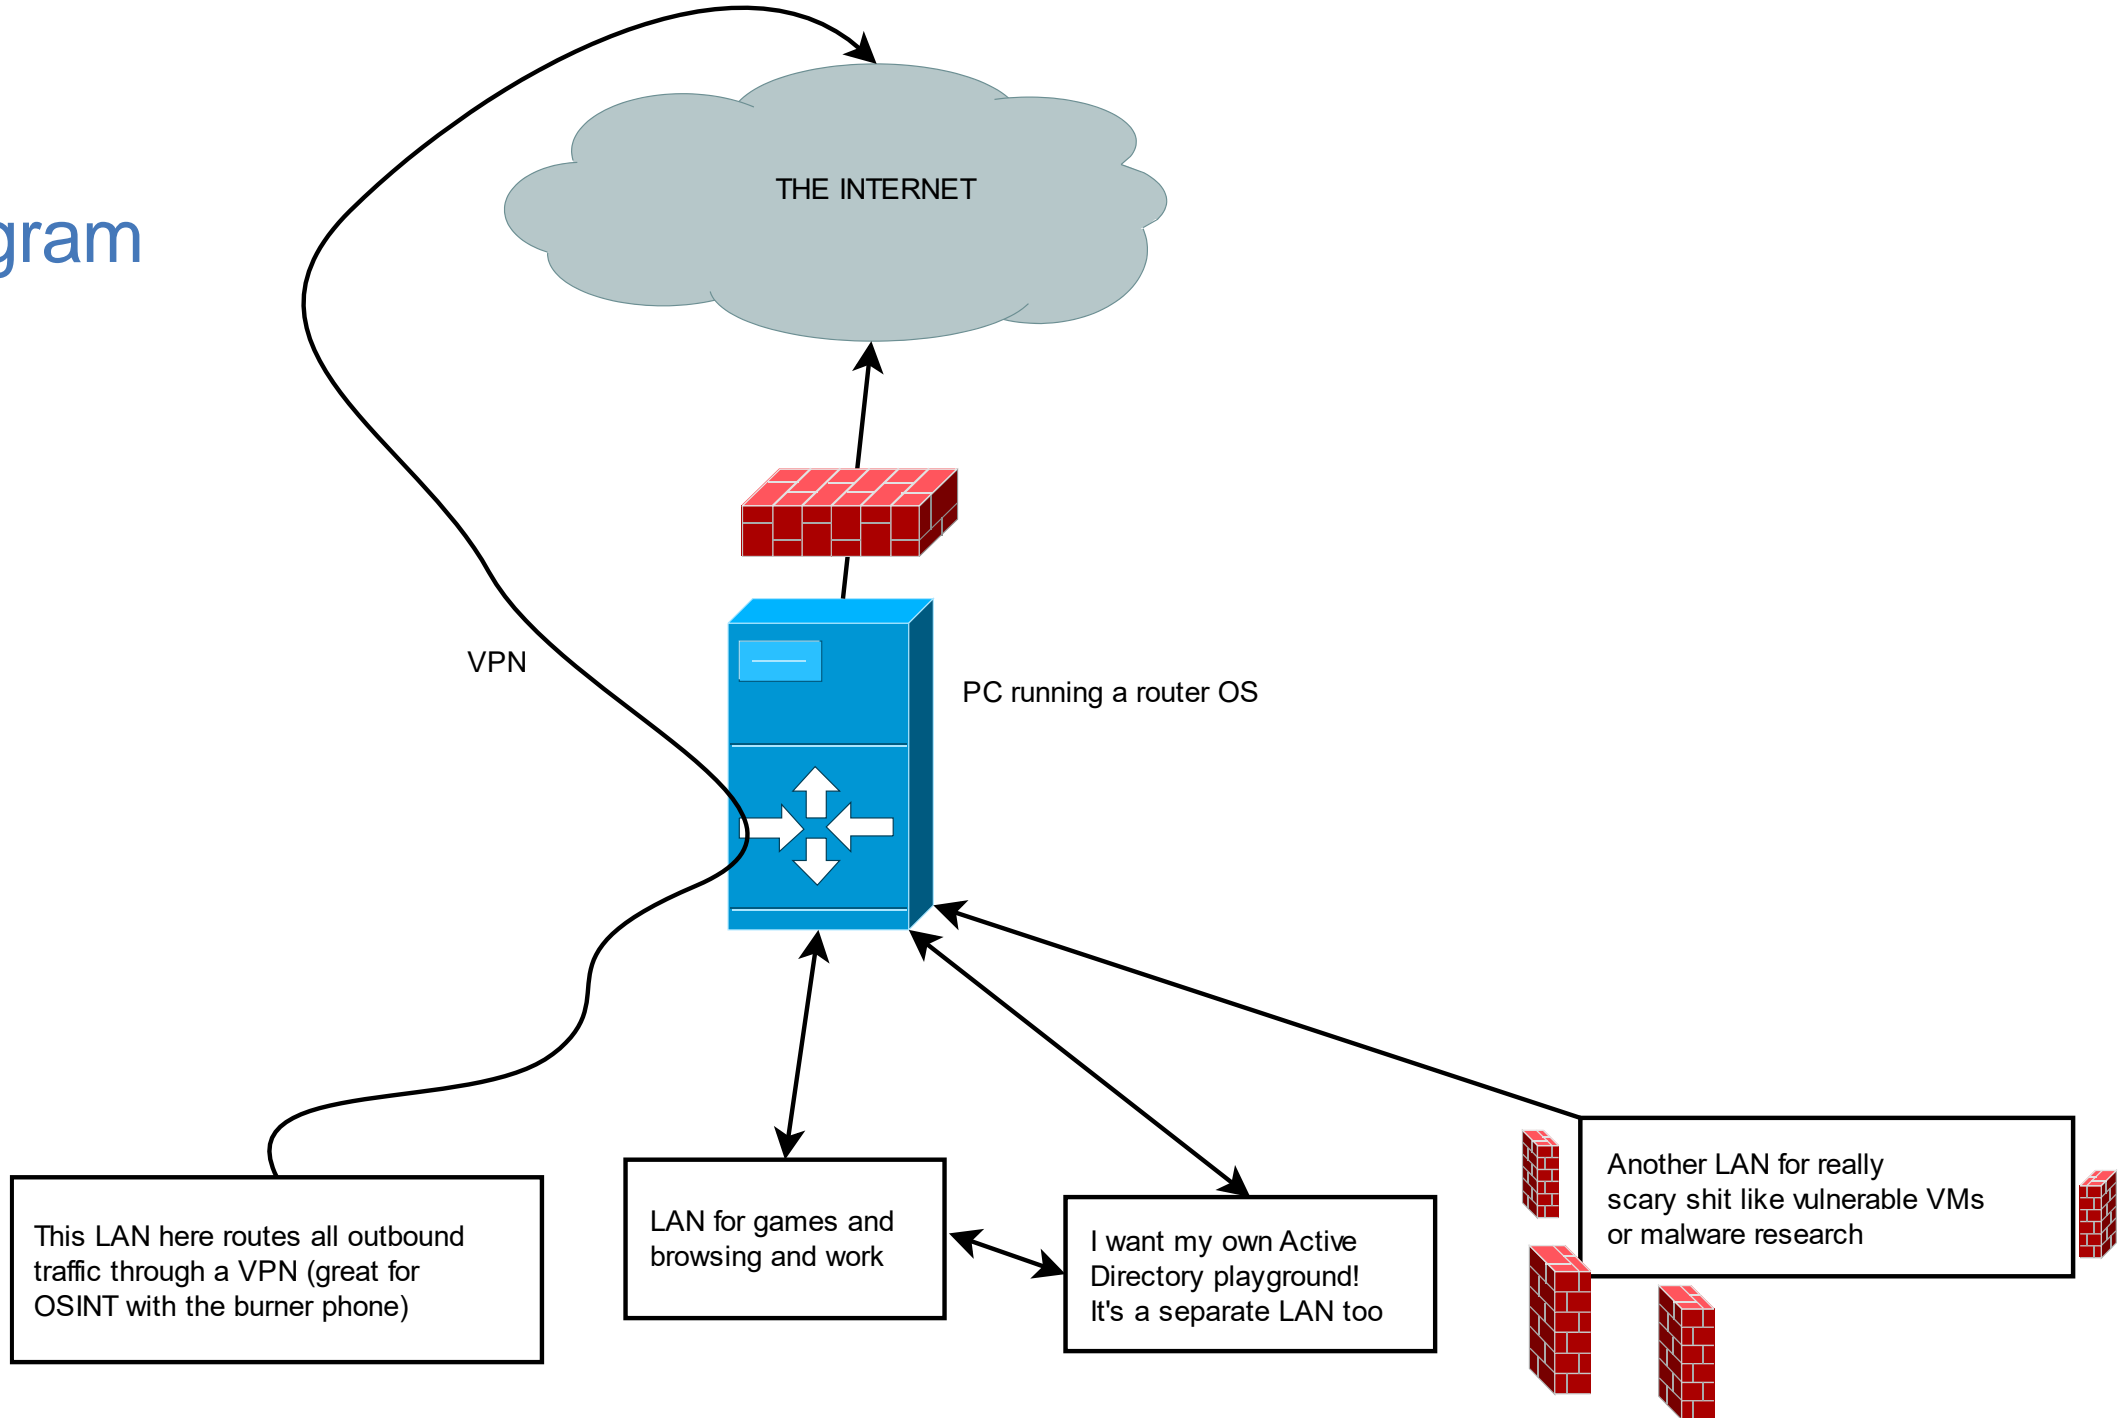 gram
THE INTERNET
VPN
PC running a router OS
This LAN here routes all outbound
traffic through a VPN (great for
OSINT with the burner phone)
LAN for games and
browsing and work
I want my own Active
Directory playground!
It's a separate LAN too
Another LAN for really
scary shit like vulnerable VMs
or malware research